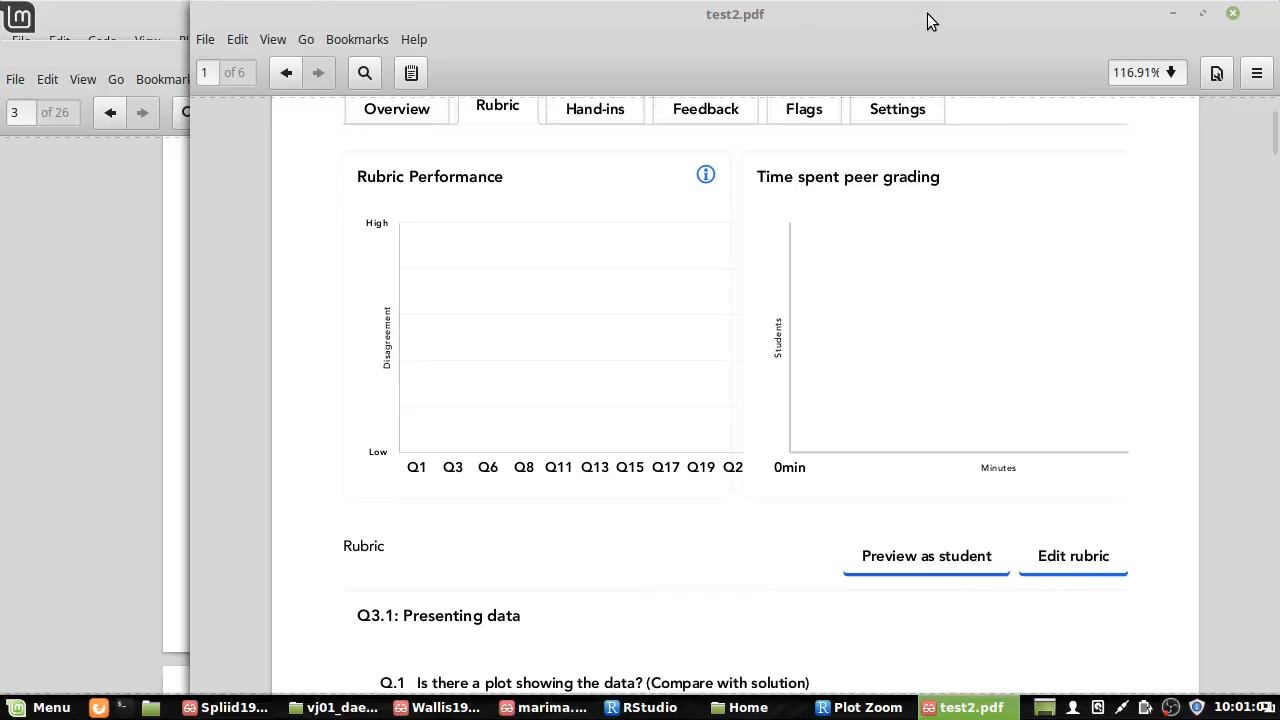 test2.pdf
File Edit View Go Bookmarks Help
1 of 6
116.91%
File Edit View Go Bookmar
3 of 26
Overview Rubric Hand-ins Feedback Flags Settings
Rubric Performance
High
Disagreement
Low
Q1 Q3 Q6 Q8 Q11 Q13 Q15 Q17 Q19 Q2
Time spent peer grading
Students
0min
Minutes
Rubric
Preview as student
Edit rubric
Q3.1: Presenting data
Q.1 Is there a plot showing the data? (Compare with solution)
Menu Spliid19... vj01_dae... Wallis19... marima.... RStudio Home Plot Zoom test2.pdf